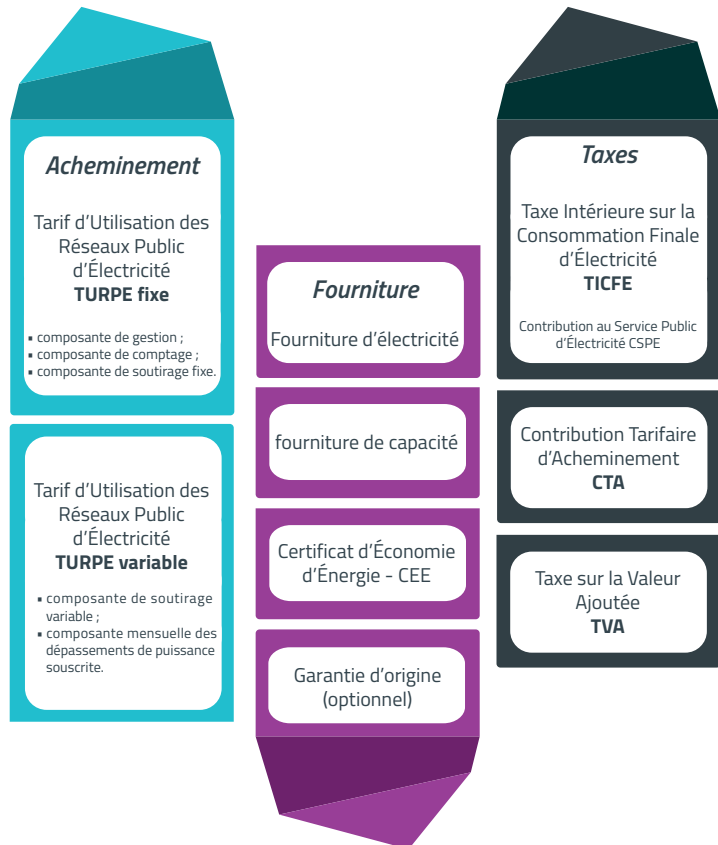 Acheminement
Tarif d’Utilisation des
Réseaux Public
d’Électricité
TURPE fixe
▪ composante de gestion ;
▪ composante de comptage ;
▪ composante de soutirage fixe.
Tarif d’Utilisation des
Réseaux Public
d’Électricité
TURPE variable
▪ composante de soutirage
variable ;
▪ composante mensuelle des
dépassements de puissance
souscrite.
Fourniture
Fourniture d’électricité
fourniture de capacité
Certificat d’Économie
d’Énergie - CEE
Garantie d’origine
(optionnel)
Taxes
Taxe Intérieure sur la
Consommation Finale
d’Électricité
TICFE
Contribution au Service Public
d’Électricité CSPE
Contribution Tarifaire
d’Acheminement
CTA
Taxe sur la Valeur
Ajoutée
TVA